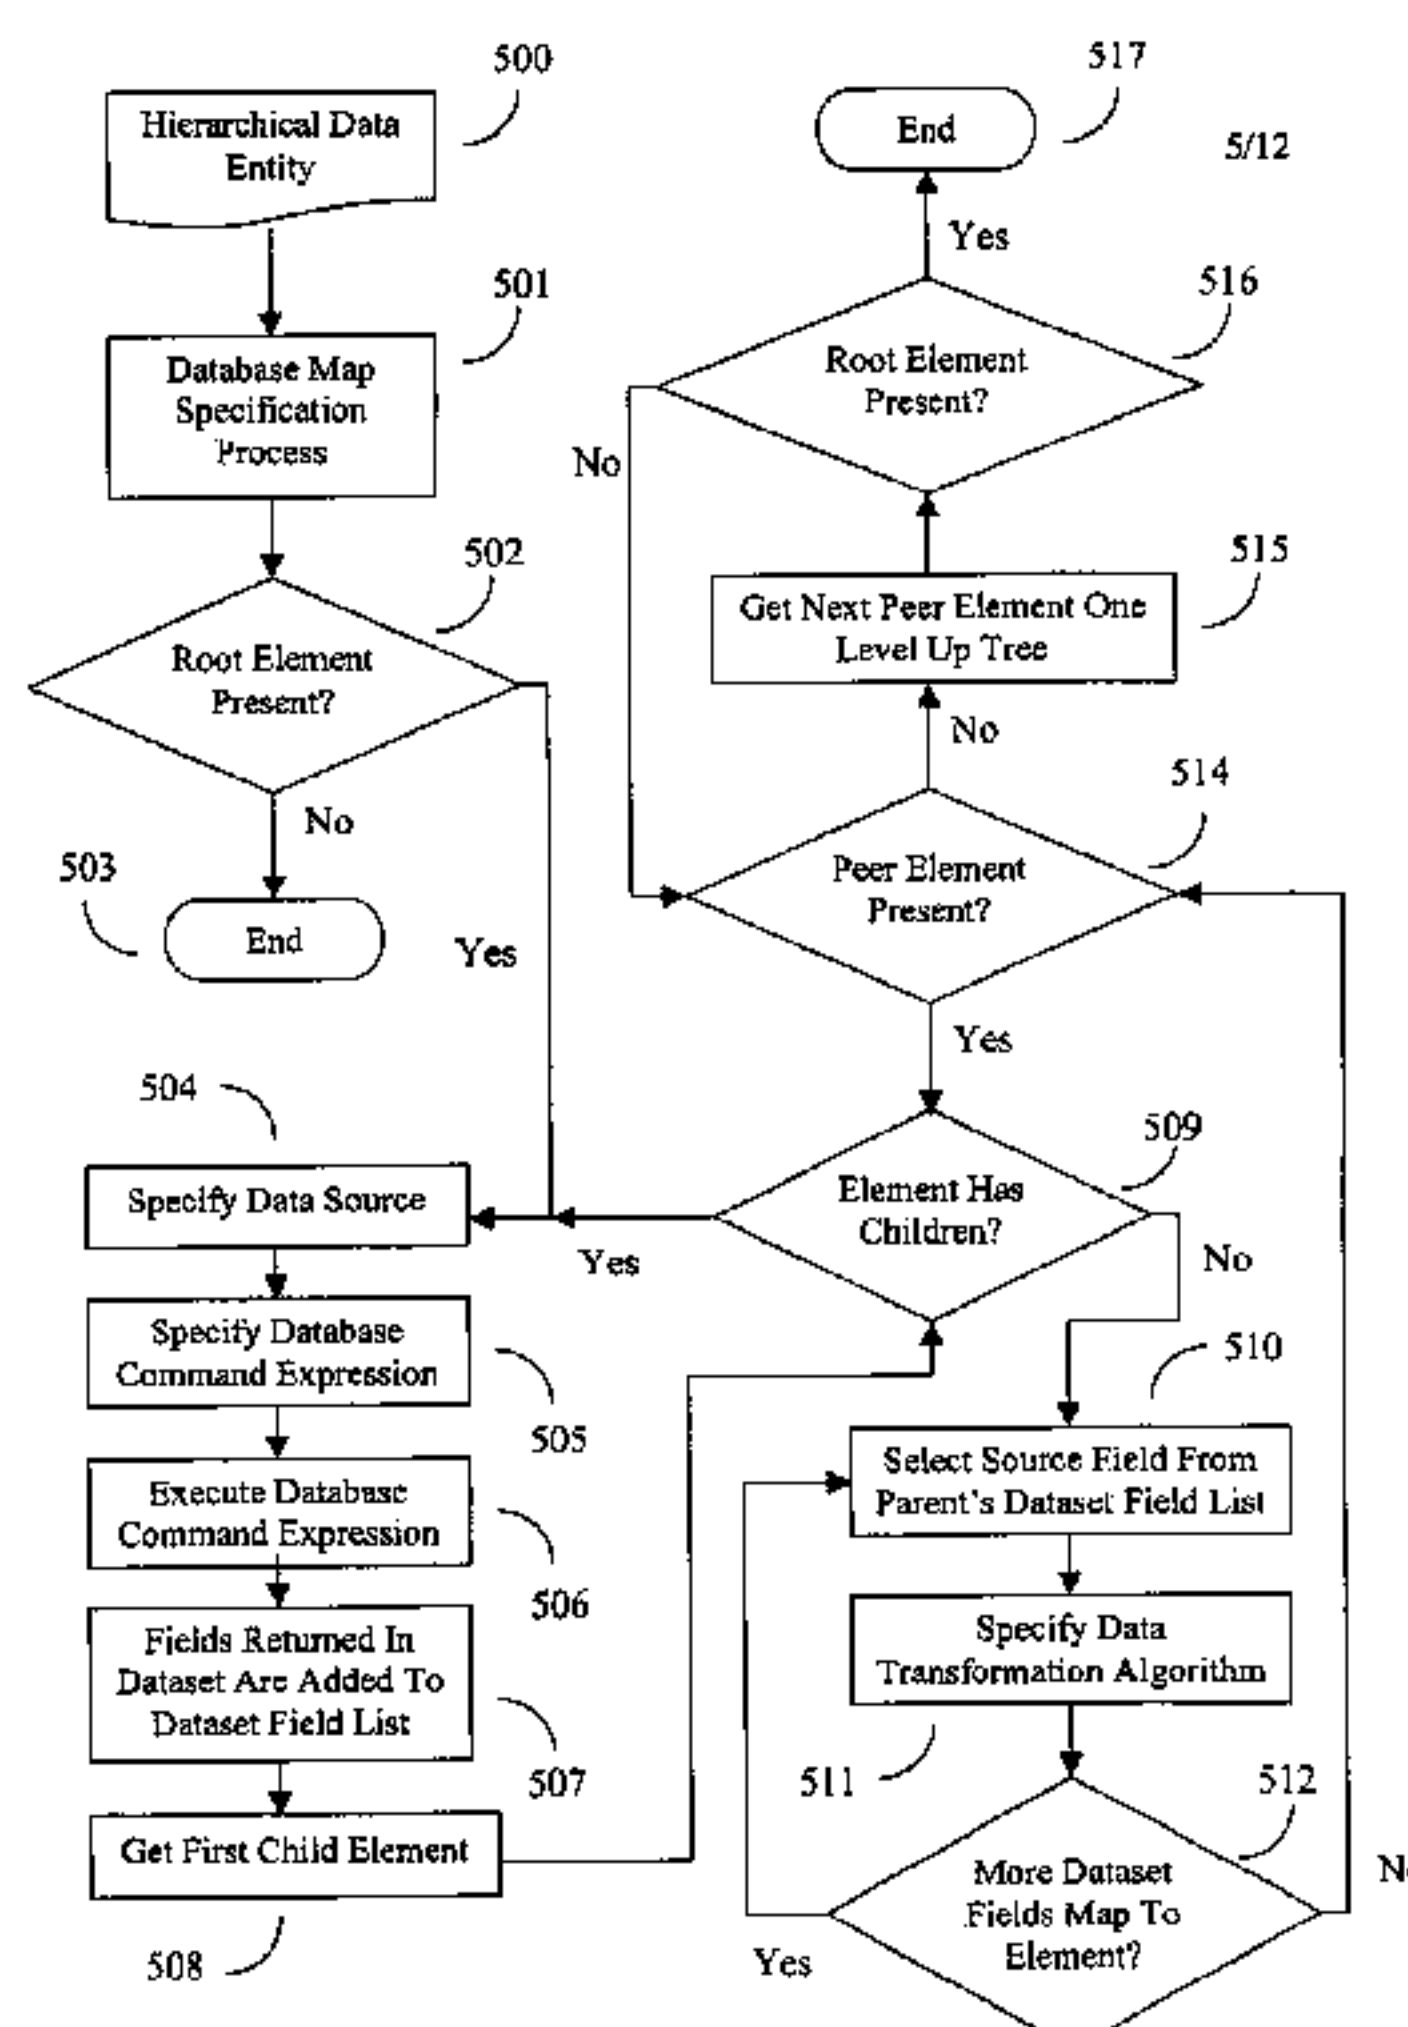 500
Hierarchical Data
Entity
501
Database Map
Specification
Process
502
Root Element
Present?
No
503
End
Yes
504
Specify Data Source
Specify Database
Command Expression
505
Execute Database
Command Expression
506
Fields Returned In
Dataset Are Added To
Dataset Field List
507
Get First Child Element
508
517
End
5/12
Yes
516
Root Element
Present?
No
515
Get Next Peer Element One
Level Up Tree
No
514
Peer Element
Present?
Yes
509
Element Has
Children?
Yes
No
510
Select Source Field From
Parent's Dataset Field List
Specify Data
Transformation Algorithm
511
512
More Dataset
Fields Map To
Element?
Yes